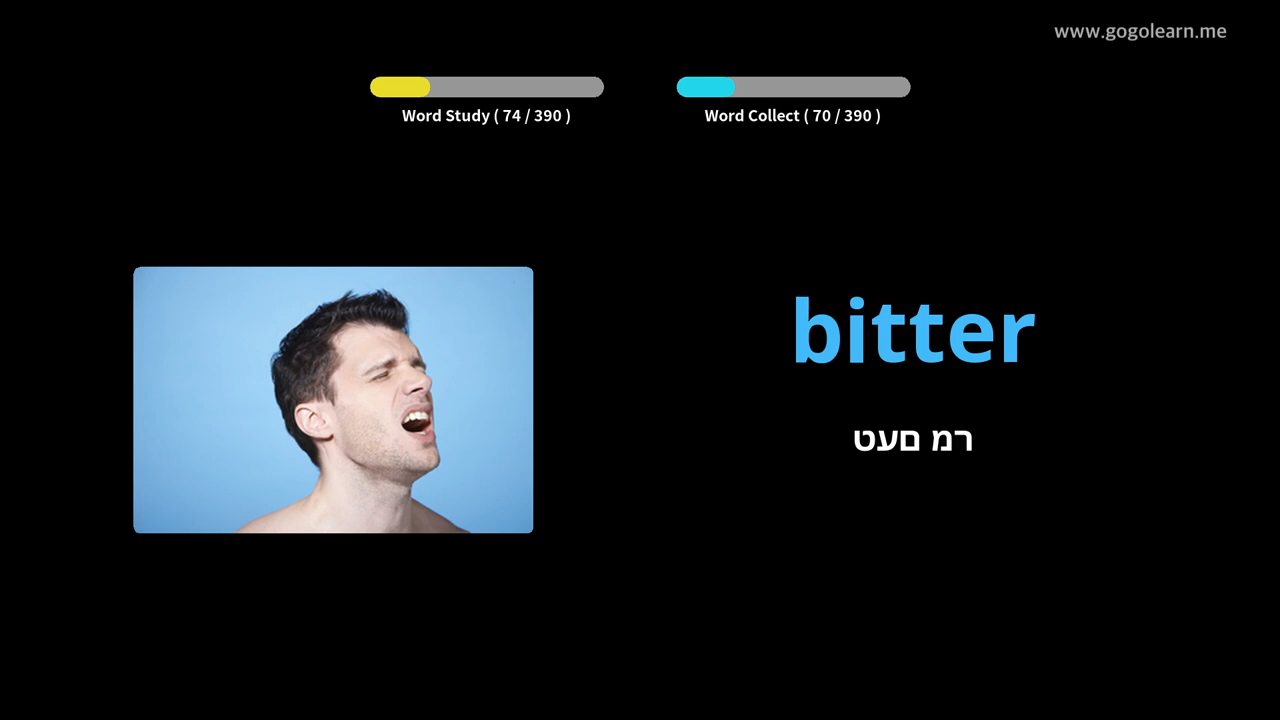 www.gogolearn.me
Word Study ( 74 / 390 )
Word Collect ( 70 / 390 )
bitter
רמ םעט